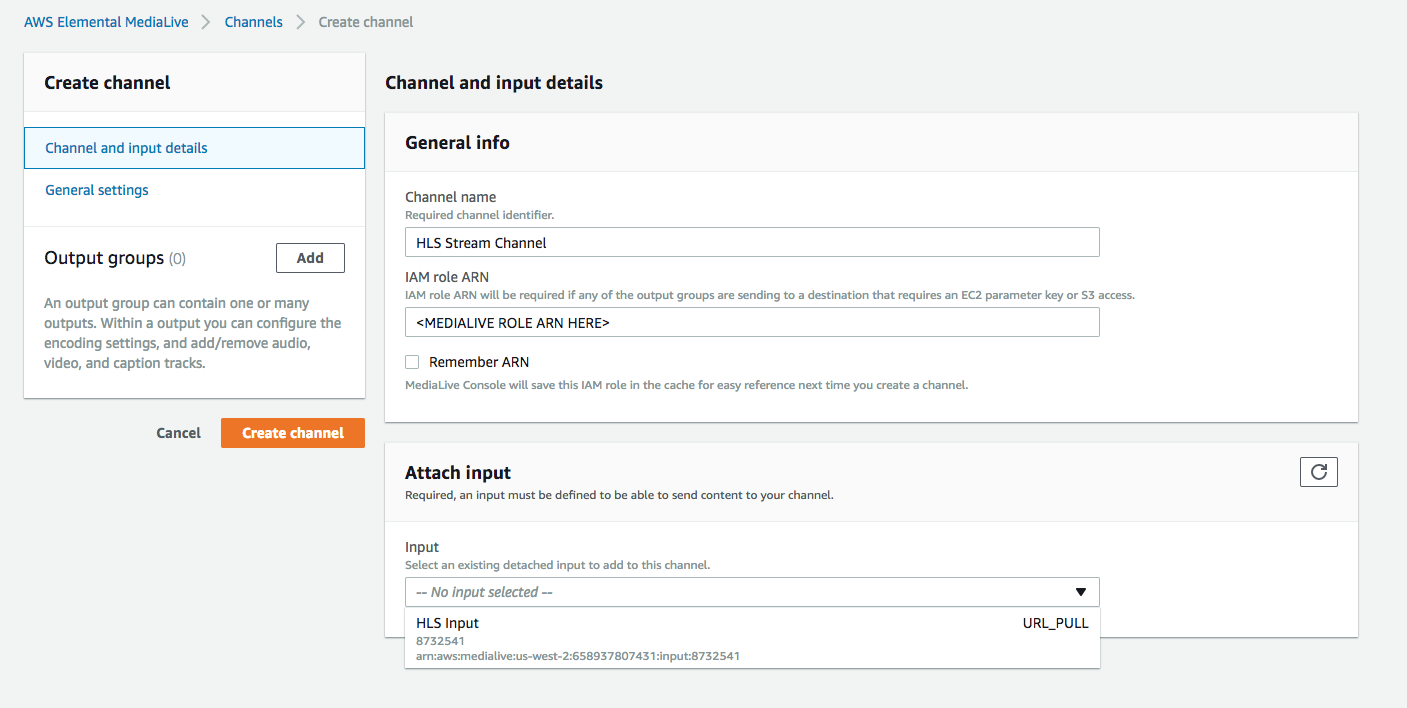 AWS Elemental MediaLive > Channels > Create channel
Create channel
Channel and input details
General settings
Output groups (0)
Add
An output group can contain one or many
outputs. Within a output you can configure the
encoding settings, and add/remove audio,
video, and caption tracks.
Cancel
Create channel
Channel and input details
General info
Channel name
Required channel identifier.
HLS Stream Channel
IAM role ARN
IAM role ARN will be required if any of the output groups are sending to a destination that requires an EC2 parameter key or S3 access.
<MEDIALIVE ROLE ARN HERE>
Remember ARN
MediaLive Console will save this IAM role in the cache for easy reference next time you create a channel.
Attach input
Required, an input must be defined to be able to send content to your channel.
Input
Select an existing detached input to add to this channel.
-- No input selected --
HLS Input URL_PULL
8732541
arn:aws:medialive:us-west-2:658937807431:input:8732541